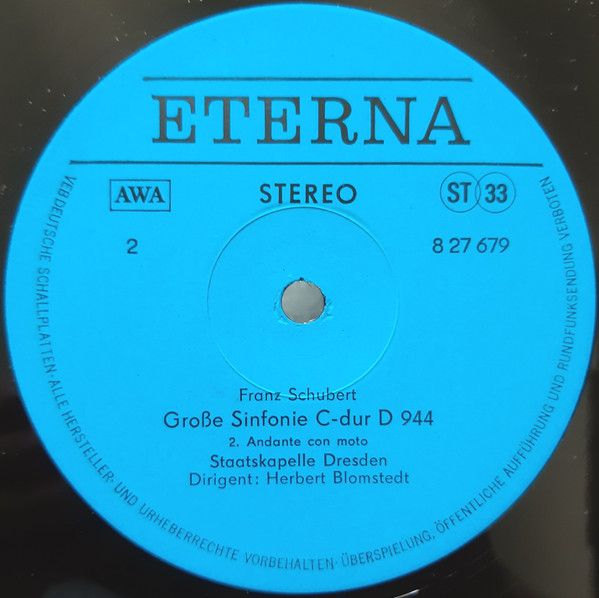 ETERNA
AWA STEREO ST 33
2 8 27 679
Franz Schubert
Große Sinfonie C-dur D 944
2. Andante con moto
Staatskapelle Dresden
Dirigent: Herbert Blomstedt
VEB DEUTSCHE SCHALLPLATTEN · ALLE HERSTELLER- UND URHEBERRECHTE VORBEHALTEN · ÜBERSPIELUNG, ÖFFENTLICHE AUFFÜHRUNG UND RUNDFUNKSENDUNG VERBOTEN